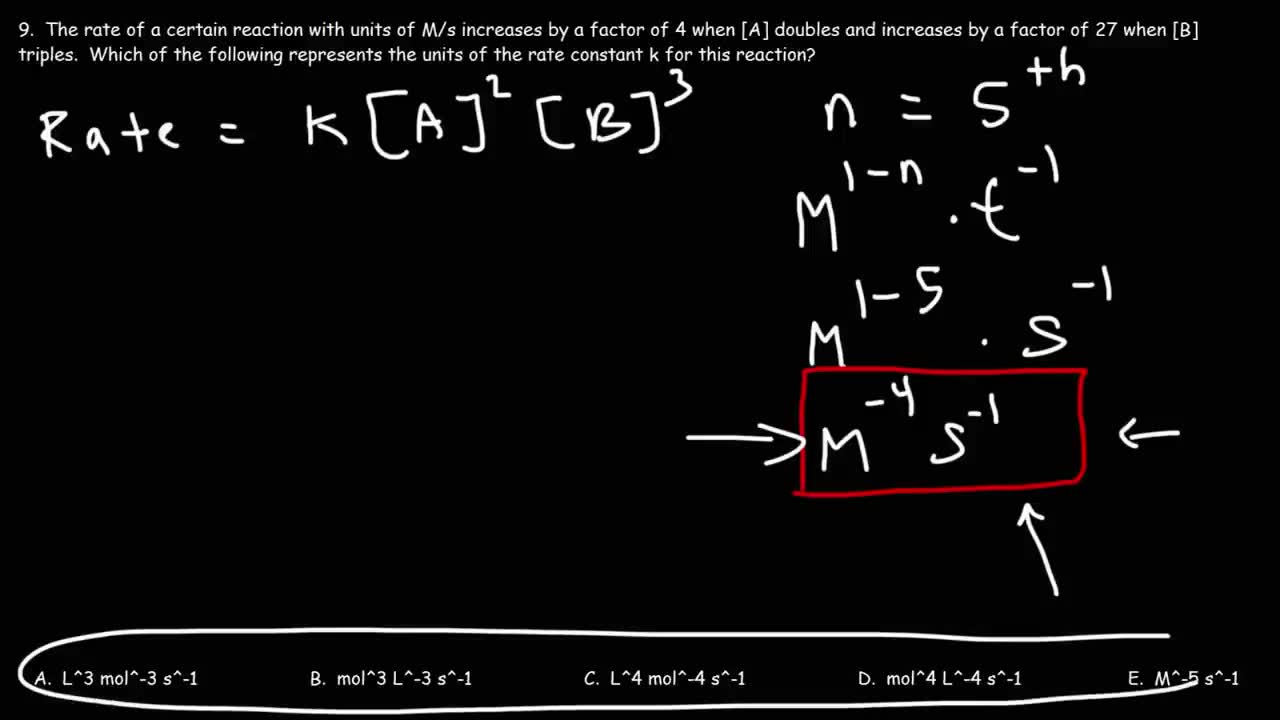 9. The rate of a certain reaction with units of M/s increases by a factor of 4 when [A] doubles and increases by a factor of 27 when [B]
triples. Which of the following represents the units of the rate constant k for this reaction?
Rate = K[A]^2 [B]^3
n = 5^th
M^1-n · t^-1
M^1-5 · s^-1
M^-4 s^-1
A. L^3 mol^-3 s^-1 B. mol^3 L^-3 s^-1 C. L^4 mol^-4 s^-1 D. mol^4 L^-4 s^-1 E. M^-5 s^-1